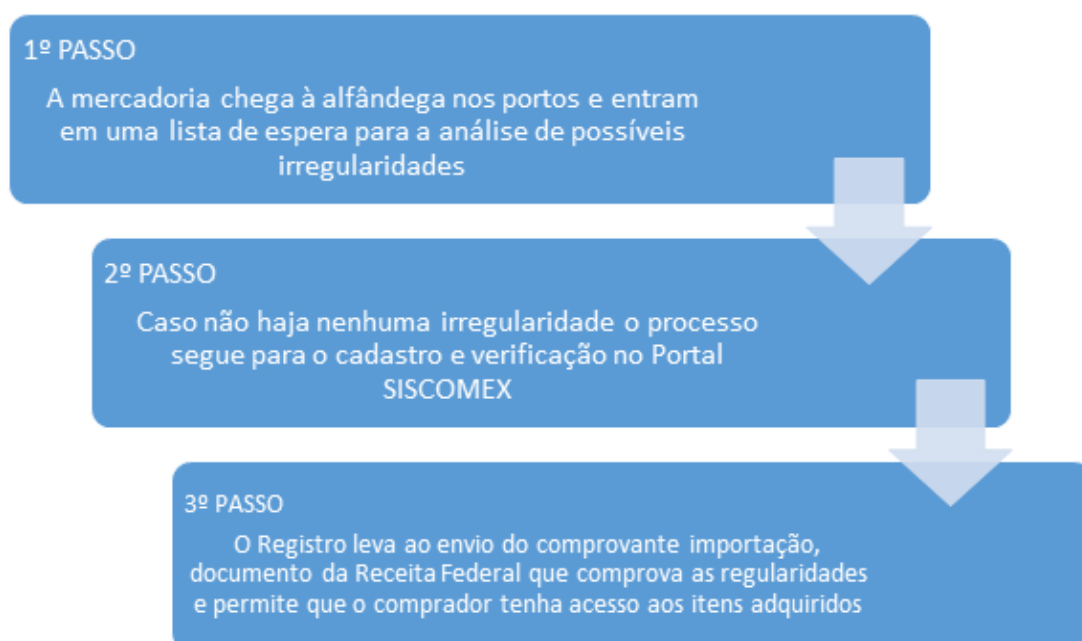 1º PASSO
A mercadoria chega à alfândega nos portos e entram
em uma lista de espera para a análise de possíveis
irregularidades
2º PASSO
Caso não haja nenhuma irregularidade o processo
segue para o cadastro e verificação no Portal
SISCOMEX
3º PASSO
O Registro leva ao envio do comprovante importação,
documento da Receita Federal que comprova as regularidades
e permite que o comprador tenha acesso aos itens adquiridos